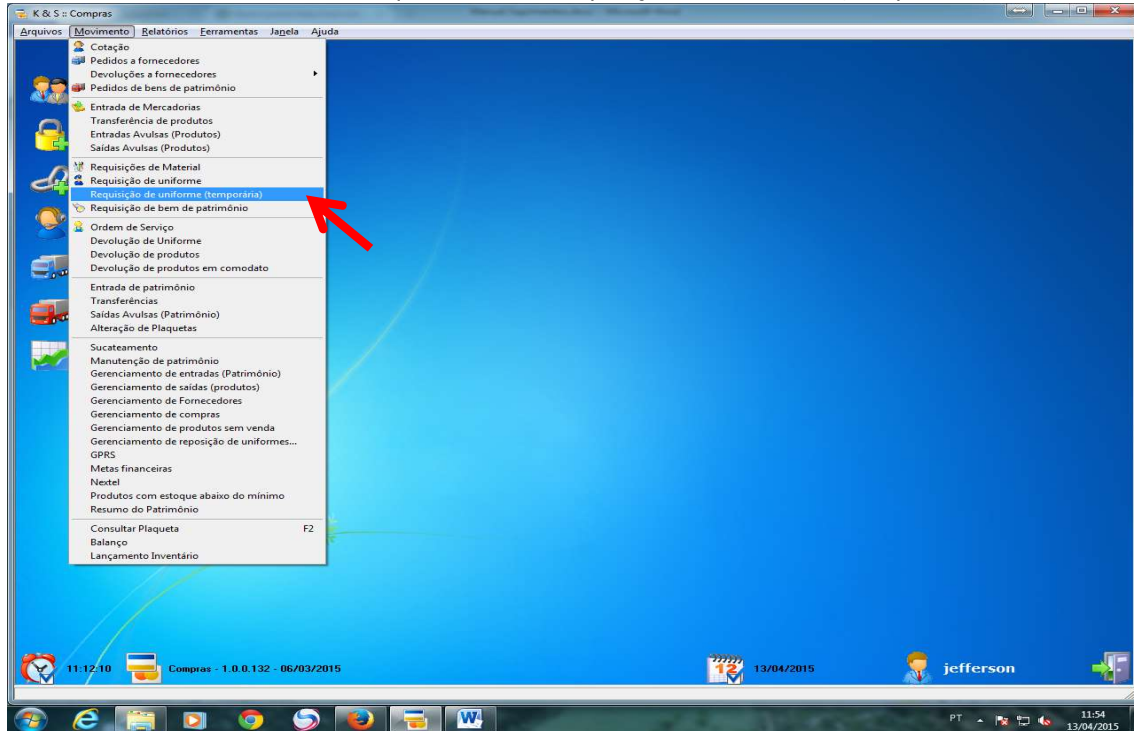 K & S :: Compras
Arquivos Movimento Relatórios Ferramentas Janela Ajuda
Cotação
Pedidos a fornecedores
Devoluções a fornecedores
Pedidos de bens de patrimônio
Entrada de Mercadorias
Transferência de produtos
Entradas Avulsas (Produtos)
Saídas Avulsas (Produtos)
Requisições de Material
Requisição de uniforme
Requisição de uniforme (temporária)
Requisição de bem de patrimônio
Ordem de Serviço
Devolução de Uniforme
Devolução de produtos
Devolução de produtos em comodato
Entrada de patrimônio
Transferências
Saídas Avulsas (Patrimônio)
Alteração de Plaquetas
Sucateamento
Manutenção de patrimônio
Gerenciamento de entradas (Patrimônio)
Gerenciamento de saídas (produtos)
Gerenciamento de Fornecedores
Gerenciamento de compras
Gerenciamento de produtos sem venda
Gerenciamento de reposição de uniformes...
GPRS
Metas financeiras
Nextel
Produtos com estoque abaixo do mínimo
Resumo do Patrimônio
Consultar Plaqueta F2
Balanço
Lançamento Inventário
11:12:10 Compras - 1.0.0.132 - 06/03/2015 12 13/04/2015 jefferson
PT 11:54
13/04/2015